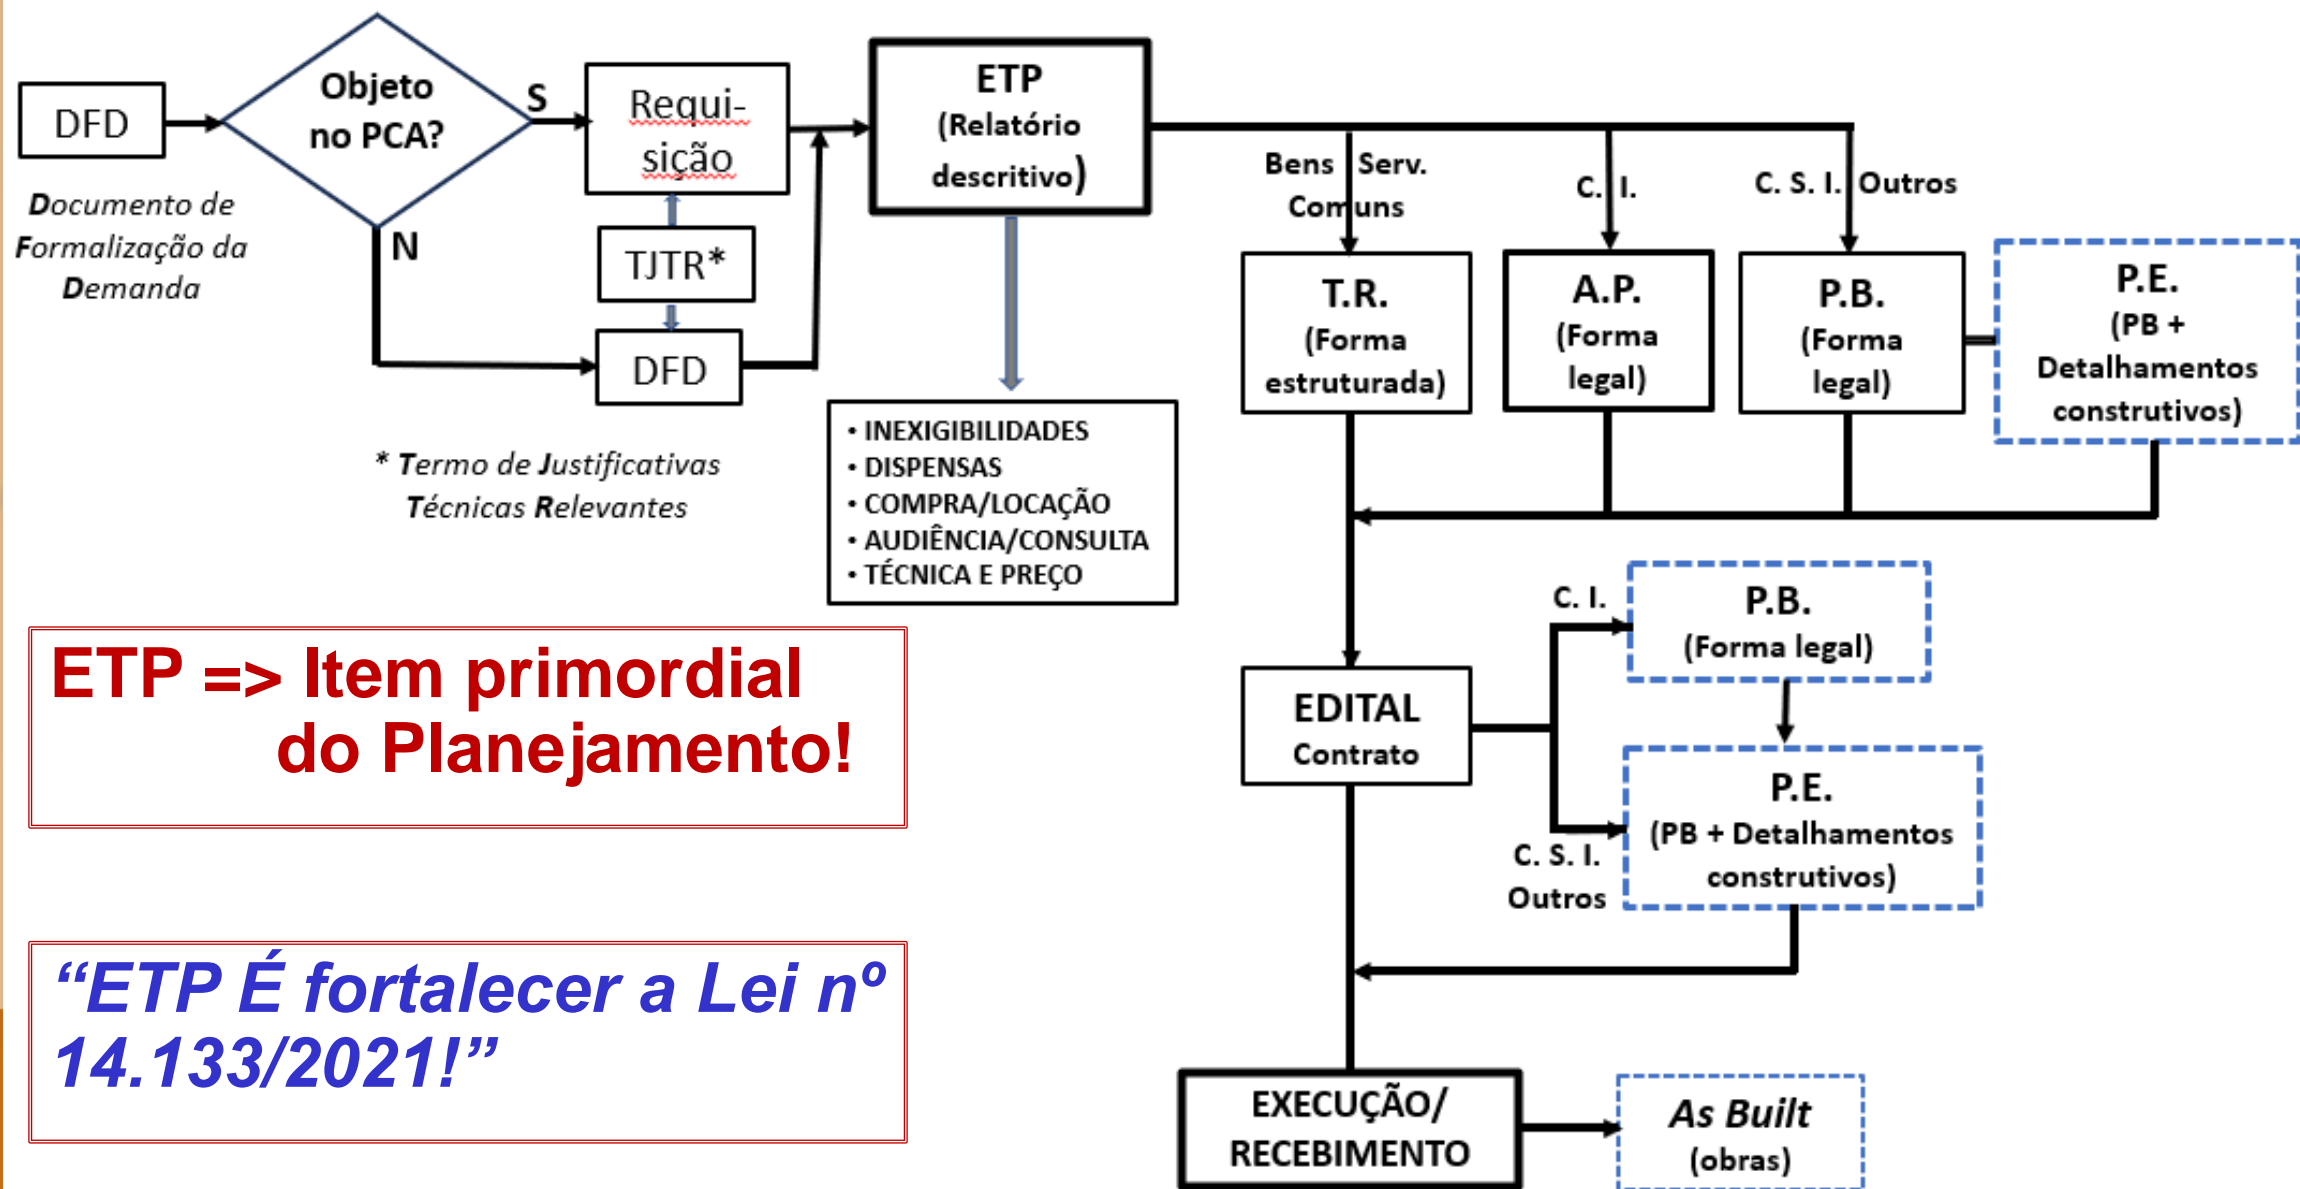 DFD
Documento de
Formalização da
Demanda
Objeto
no PCA?
S
N
Requi-
sição
TJTR*
DFD
* Termo de Justificativas
Técnicas Relevantes
ETP
(Relatório
descritivo)
• INEXIGIBILIDADES
• DISPENSAS
• COMPRA/LOCAÇÃO
• AUDIÊNCIA/CONSULTA
• TÉCNICA E PREÇO
Bens Serv.
Comuns
C. I.
C. S. I. Outros
T.R.
(Forma
estruturada)
A.P.
(Forma
legal)
P.B.
(Forma
legal)
P.E.
(PB +
Detalhamentos
construtivos)
EDITAL
Contrato
C. I.
P.B.
(Forma legal)
C. S. I.
Outros
P.E.
(PB + Detalhamentos
construtivos)
EXECUÇÃO/
RECEBIMENTO
As Built
(obras)
ETP => Item primordial
do Planejamento!
“ETP É fortalecer a Lei nº
14.133/2021!”